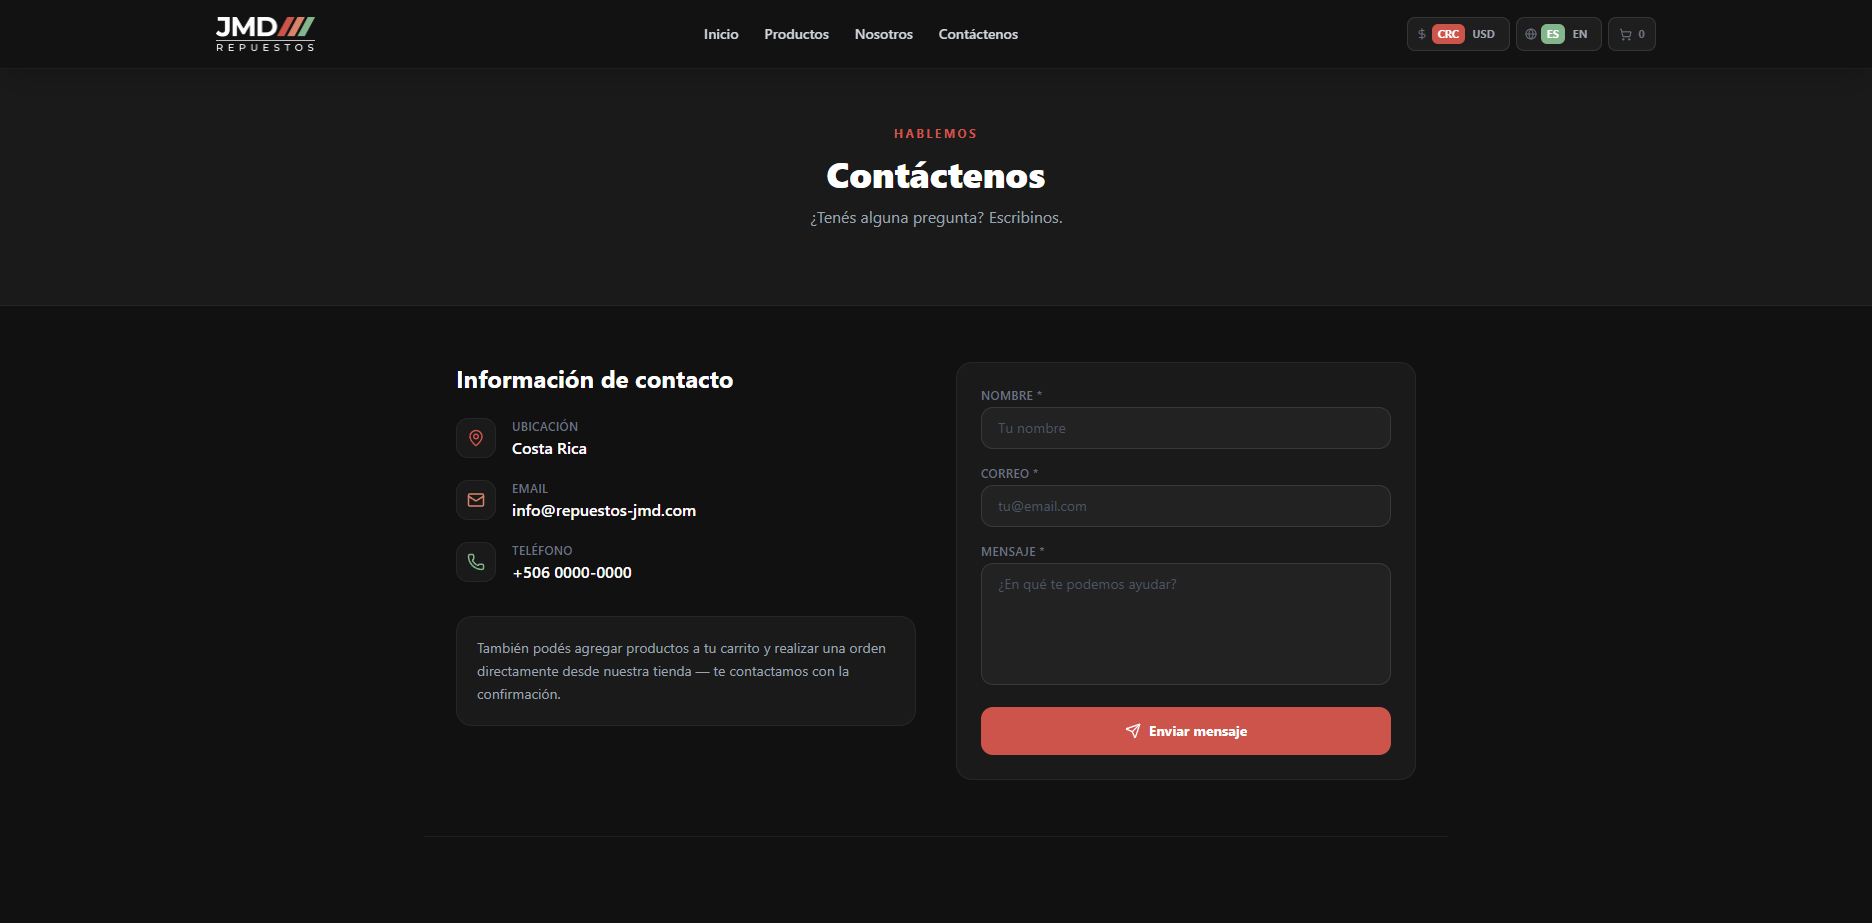 JMD
REPUESTOS
Inicio Productos Nosotros Contáctenos
$ CRC USD ES EN 0
HABLEMOS
Contáctenos
¿Tenés alguna pregunta? Escribinos.
Información de contacto
UBICACIÓN
Costa Rica
EMAIL
info@repuestos-jmd.com
TELÉFONO
+506 0000-0000
También podés agregar productos a tu carrito y realizar una orden
directamente desde nuestra tienda — te contactamos con la
confirmación.
NOMBRE *
Tu nombre
CORREO *
tu@email.com
MENSAJE *
¿En qué te podemos ayudar?
Enviar mensaje